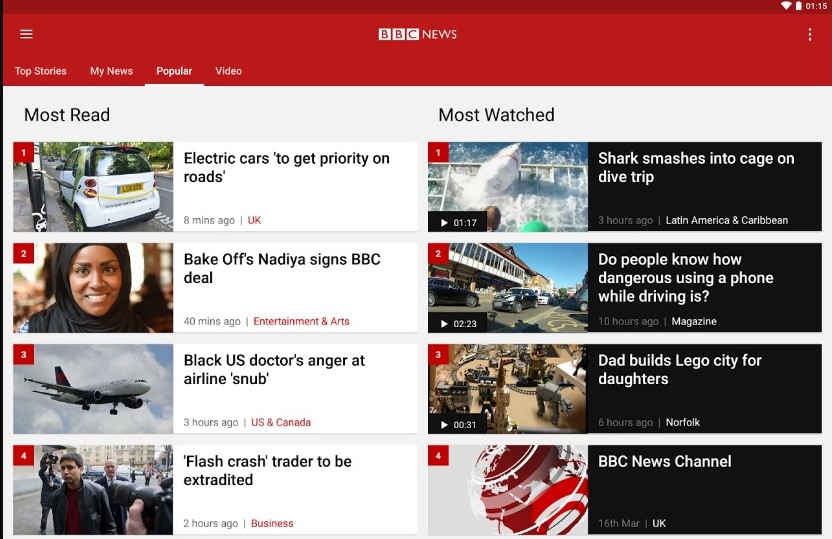 01:15
BBC NEWS
Top Stories
My News
Popular
Video
Most Read
1
Electric cars 'to get priority on
roads'
8 mins ago | UK
2
Bake Off's Nadiya signs BBC
deal
40 mins ago | Entertainment & Arts
3
Black US doctor's anger at
airline 'snub'
3 hours ago | US & Canada
4
'Flash crash' trader to be
extradited
2 hours ago | Business
Most Watched
1
01:17
Shark smashes into cage on
dive trip
3 hours ago | Latin America & Caribbean
2
02:23
Do people know how
dangerous using a phone
while driving is?
10 hours ago | Magazine
3
00:31
Dad builds Lego city for
daughters
6 hours ago | Norfolk
4
BBC News Channel
16th Mar | UK